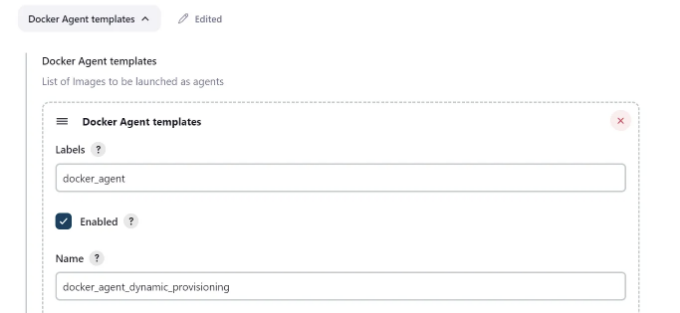 Docker Agent templates Edited
Docker Agent templates
List of Images to be launched as agents
Docker Agent templates
Labels ?
docker_agent
Enabled ?
Name ?
docker_agent_dynamic_provisioning